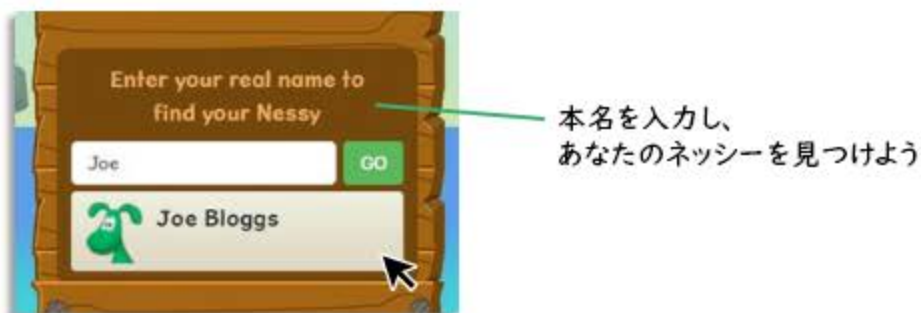 Enter your real name to
find your Nessy
Joe
GO
Joe Bloggs
本名を入力し、
あなたのネッシーを見つけよう